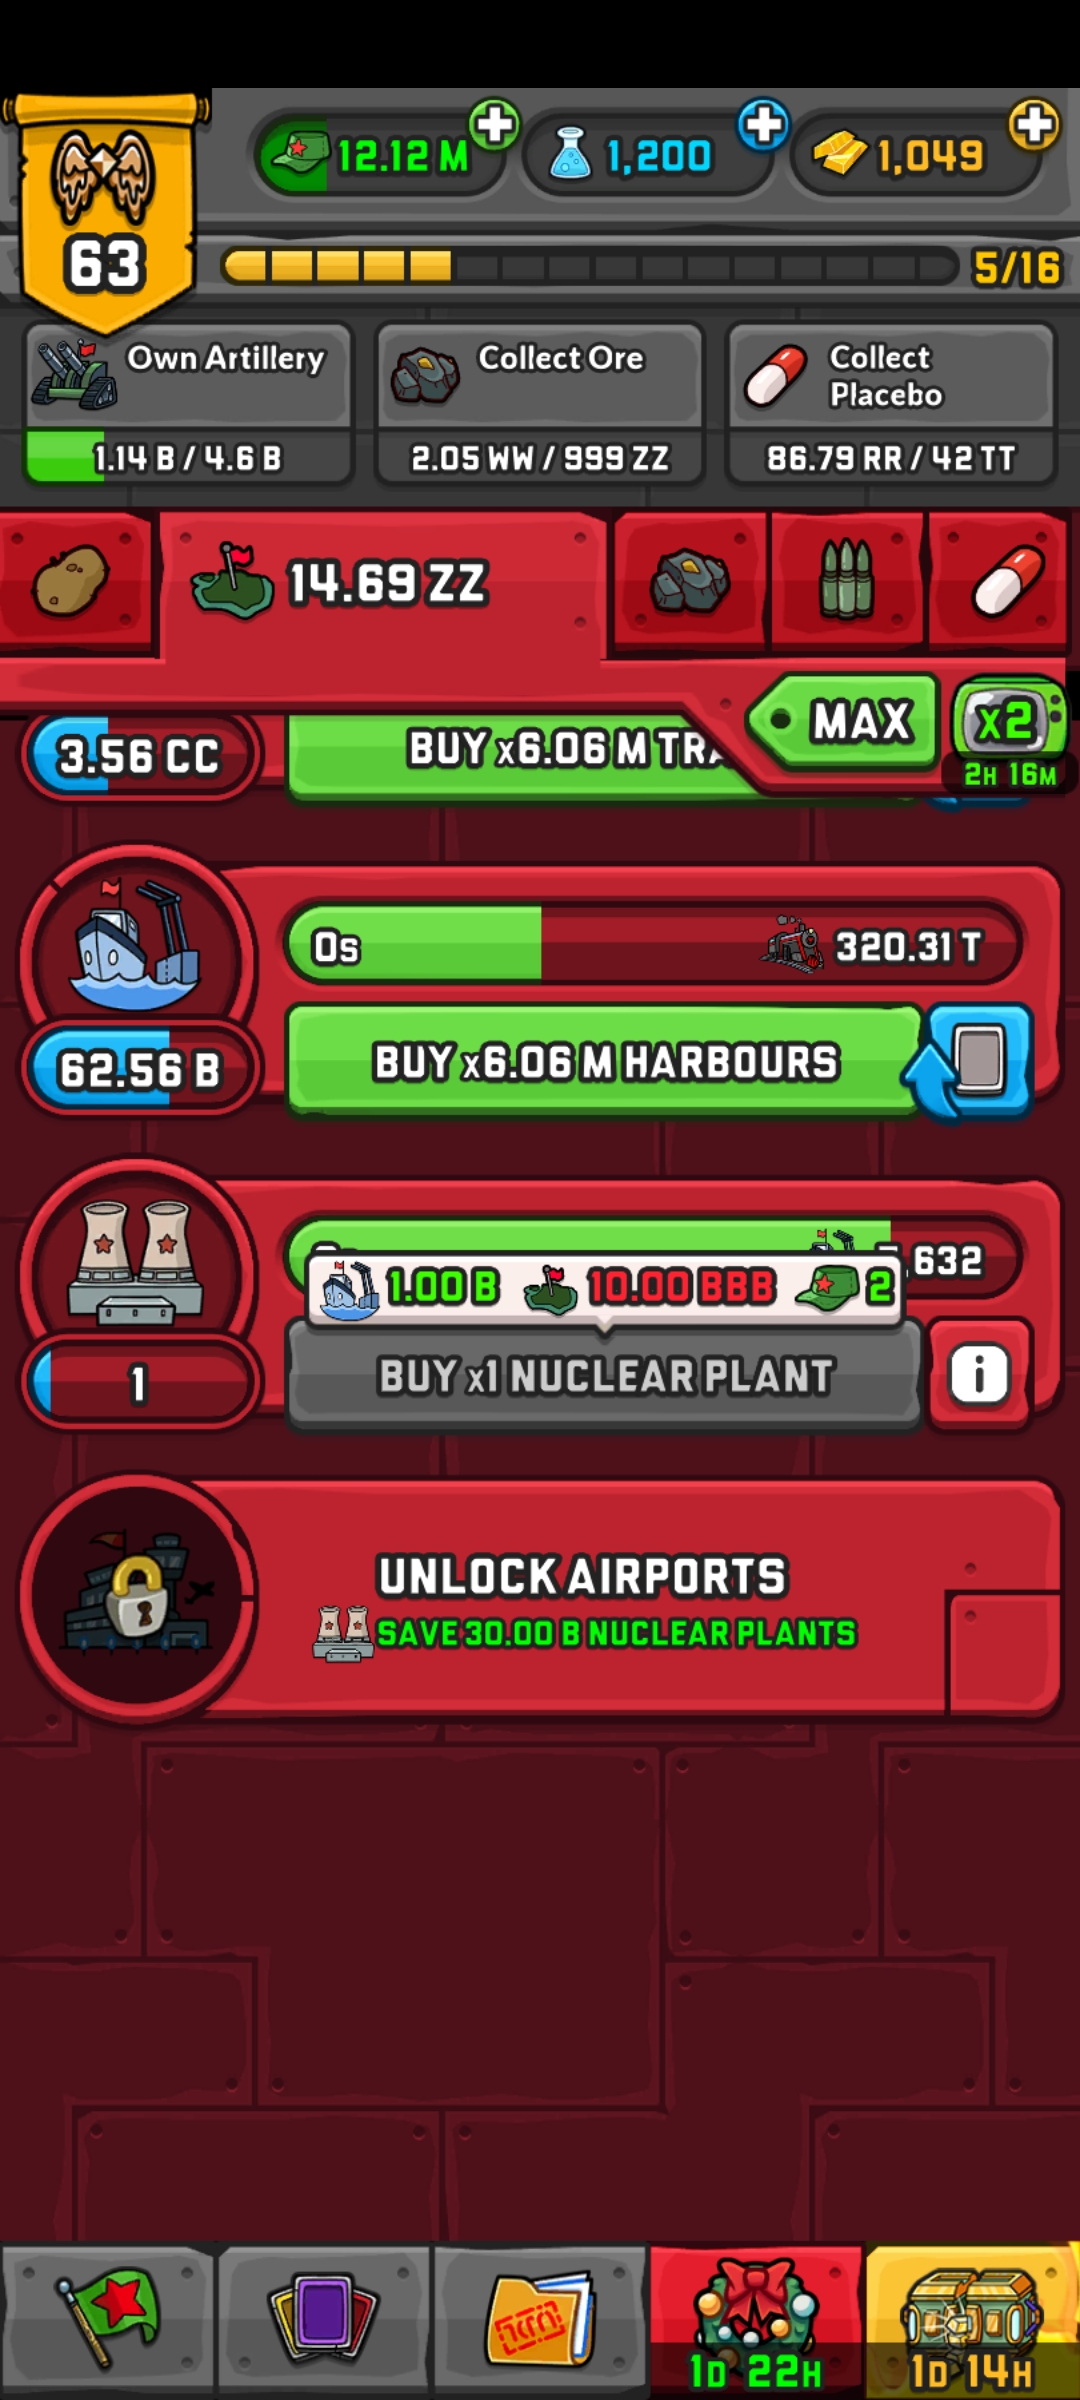 12.12 M
1,200
1,049
63
5/16
Own Artillery
1.14 B / 4.6 B
Collect Ore
2.05 WW / 999 ZZ
Collect
Placebo
86.79 RR / 42 TT
14.69 ZZ
MAX
x2
2H 16M
3.56 CC
BUY x6.06 M
0s
320.31 T
62.56 B
BUY x6.06 M HARBOURS
632
1.00 B
10.00 BBB
2
1
BUY x1 NUCLEAR PLANT
i
UNLOCK AIRPORTS
SAVE 30.00 B NUCLEAR PLANTS
1D 22H
1D 14H